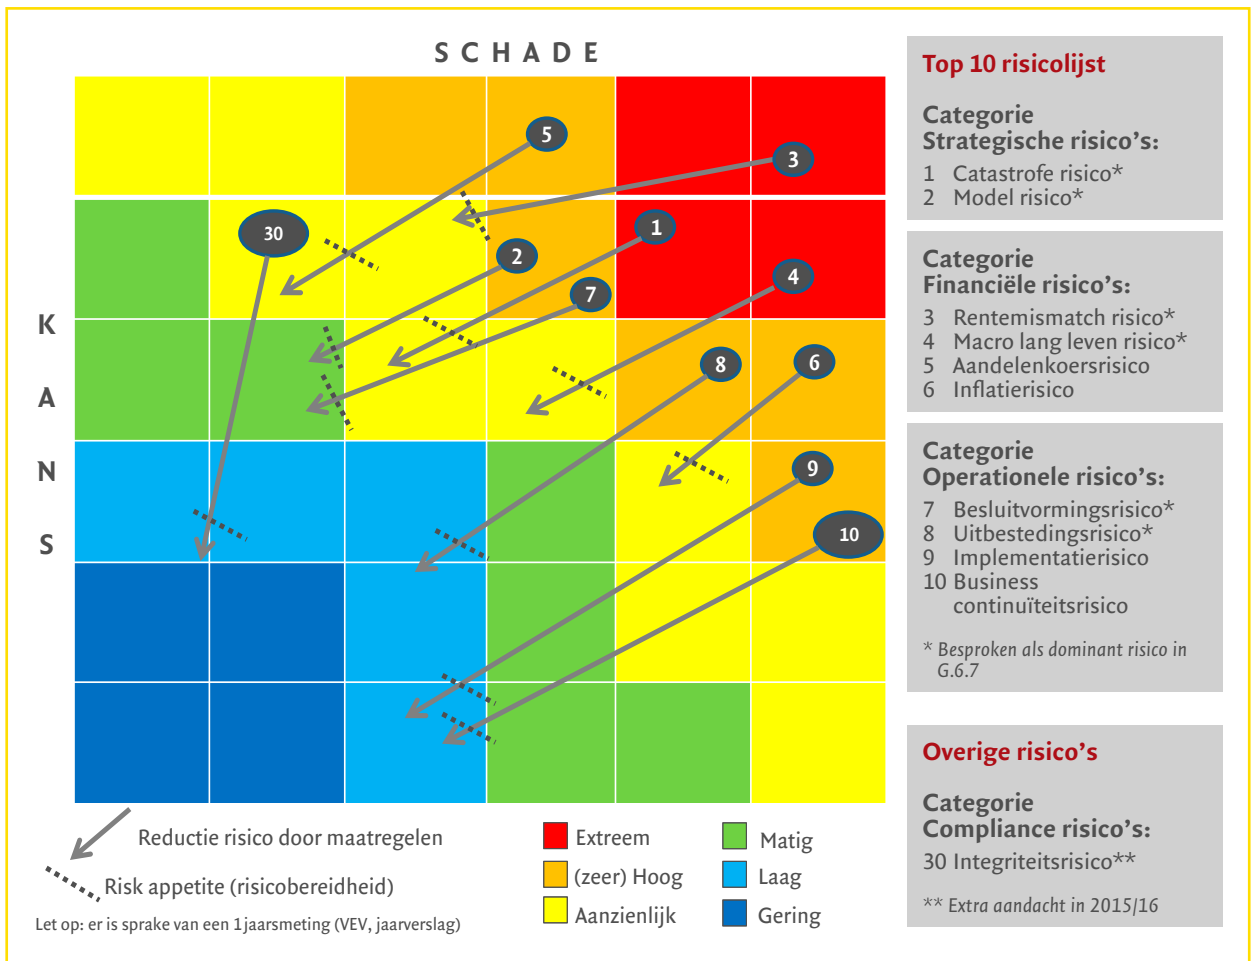 SCHADE
K
A
N
S
5
3
30
1
2
4
7
8
6
9
10
Reductie risico door maatregelen
Risk appetite (risicobereidheid)
Let op: er is sprake van een 1jaarsmeting (VEV, jaarverslag)
Extreem
(zeer) Hoog
Aanzienlijk
Matig
Laag
Gering
Top 10 risicolijst
Categorie
Strategische risico's:
1 Catastrofe risico*
2 Model risico*
Categorie
Financiële risico's:
3 Rentemismatch risico*
4 Macro lang leven risico*
5 Aandelenkoersrisico
6 Inflatierisico
Categorie
Operationele risico's:
7 Besluitvormingsrisico*
8 Uitbestedingsrisico*
9 Implementatierisico
10 Business
continuïteitsrisico
* Besproken als dominant risico in
G.6.7
Overige risico's
Categorie
Compliance risico's:
30 Integriteitsrisico**
** Extra aandacht in 2015/16